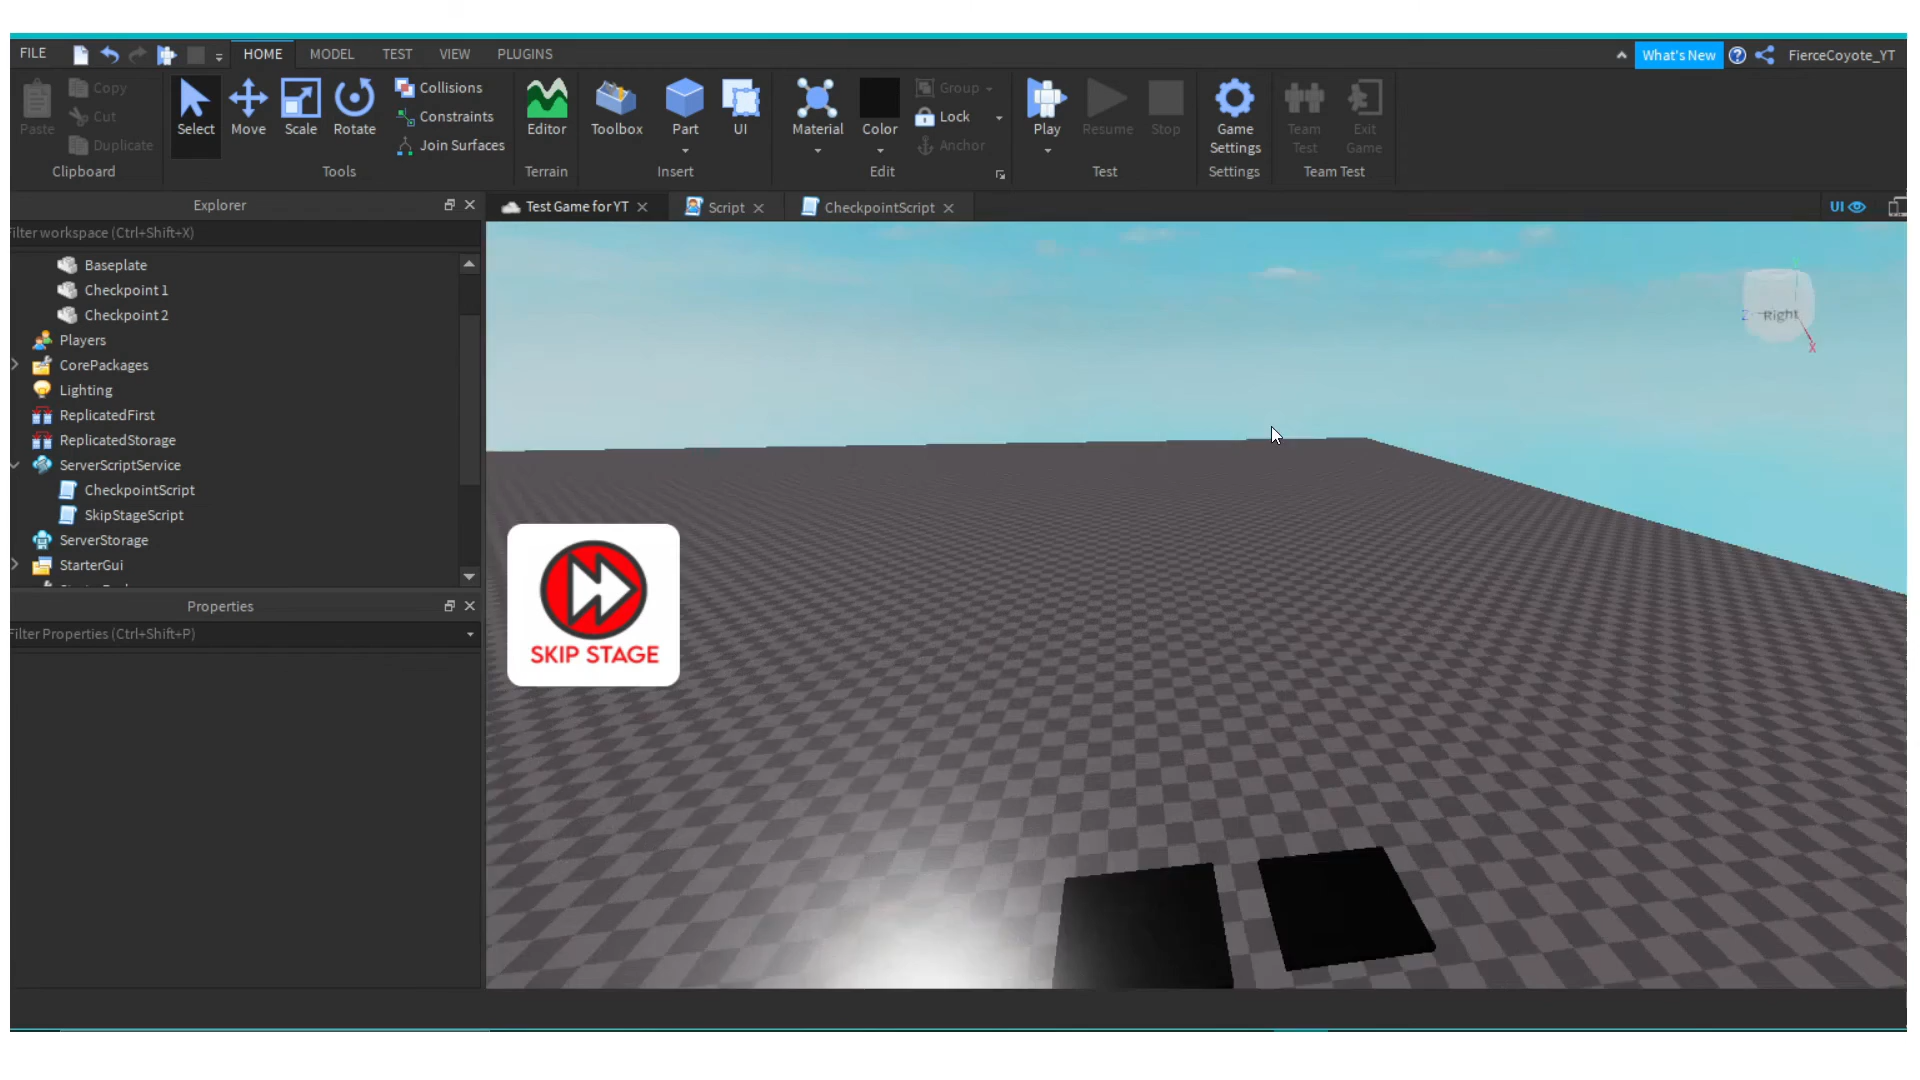 FILE HOME MODEL TEST VIEW PLUGINS What's New FierceCoyote_YT
Paste Copy Cut Duplicate
Clipboard
Select Move Scale Rotate Collisions Constraints Join Surfaces
Tools
Editor
Terrain
Toolbox Part UI
Insert
Material Color Group Lock Anchor
Edit
Play Resume Stop
Test
Game Settings
Settings
Team Test Exit Game
Team Test
Explorer
Test Game for YT Script CheckpointScript UI
ilter workspace (Ctrl+Shift+X)
Baseplate
Checkpoint 1
Checkpoint 2
Players
CorePackages
Lighting
ReplicatedFirst
ReplicatedStorage
ServerScriptService
CheckpointScript
SkipStageScript
ServerStorage
StarterGui
Properties
ilter Properties (Ctrl+Shift+P)
Z Right
X
SKIP STAGE